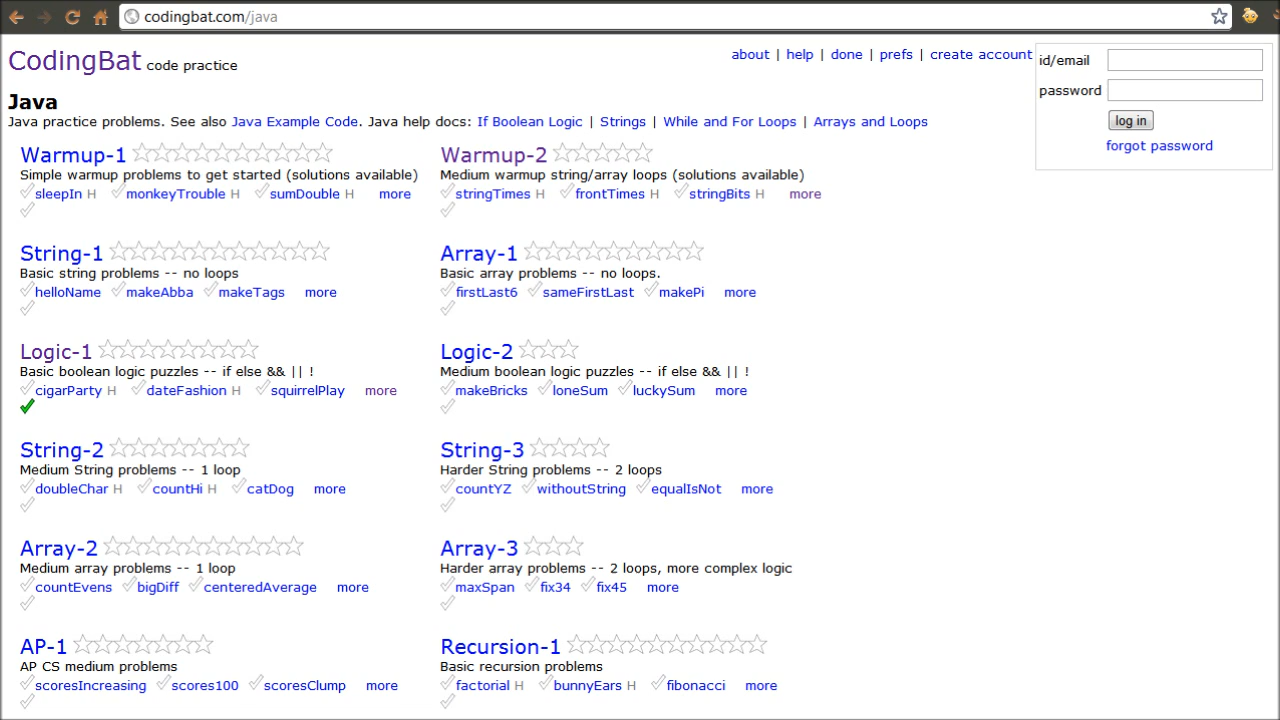 codingbat.com/java
CodingBat code practice
about | help | done | prefs | create account
id/email
password
log in
forgot password
Java
Java practice problems. See also Java Example Code. Java help docs: If Boolean Logic | Strings | While and For Loops | Arrays and Loops
Warmup-1
Simple warmup problems to get started (solutions available)
sleepIn H monkeyTrouble H sumDouble H more
Warmup-2
Medium warmup string/array loops (solutions available)
stringTimes H frontTimes H stringBits H more
String-1
Basic string problems -- no loops
helloName makeAbba makeTags more
Array-1
Basic array problems -- no loops.
firstLast6 sameFirstLast makePi more
Logic-1
Basic boolean logic puzzles -- if else && || !
cigarParty H dateFashion H squirrelPlay more
Logic-2
Medium boolean logic puzzles -- if else && || !
makeBricks loneSum luckySum more
String-2
Medium String problems -- 1 loop
doubleChar H countHi H catDog more
String-3
Harder String problems -- 2 loops
countYZ withoutString equalIsNot more
Array-2
Medium array problems -- 1 loop
countEvens bigDiff centeredAverage more
Array-3
Harder array problems -- 2 loops, more complex logic
maxSpan fix34 fix45 more
AP-1
AP CS medium problems
scoresIncreasing scores100 scoresClump more
Recursion-1
Basic recursion problems
factorial H bunnyEars H fibonacci more